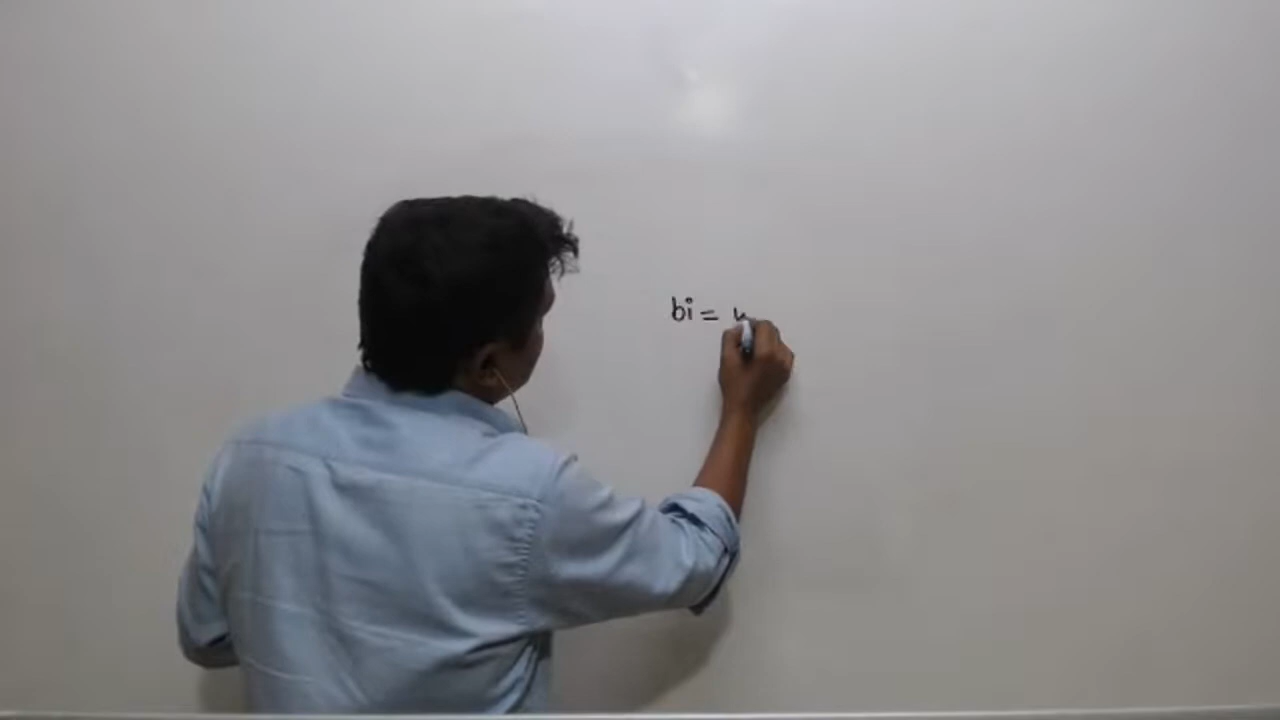 bi =